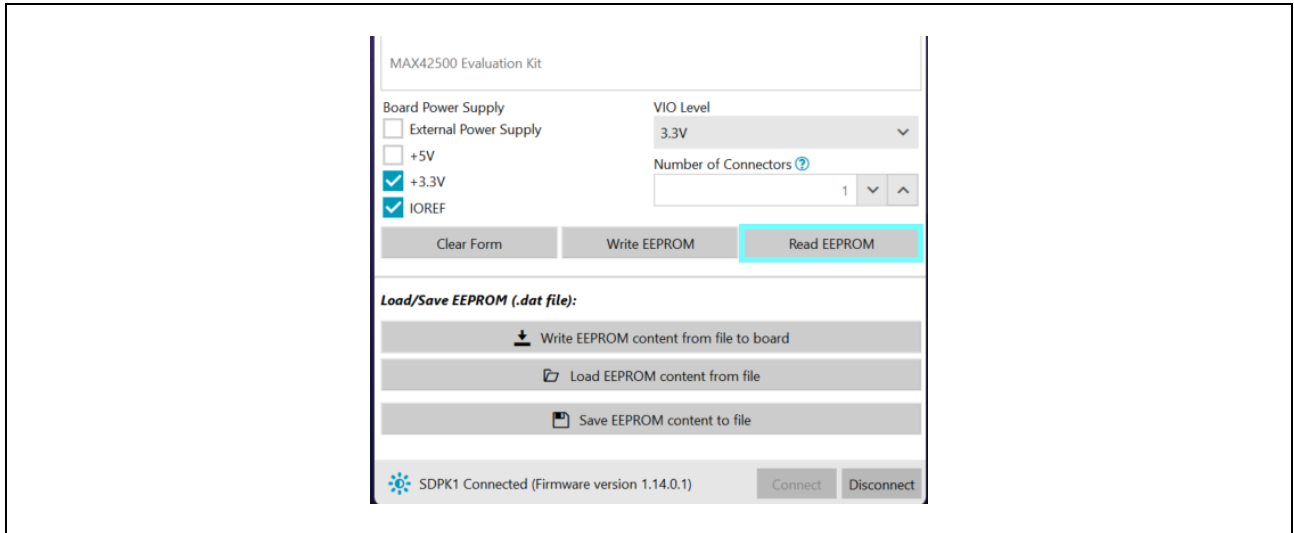 MAX42500 Evaluation Kit
Board Power Supply
External Power Supply
+5V
+3.3V
IOREF
VIO Level
3.3V
Number of Connectors ?
1
Clear Form
Write EEPROM
Read EEPROM
Load/Save EEPROM (.dat file):
Write EEPROM content from file to board
Load EEPROM content from file
Save EEPROM content to file
SDPK1 Connected (Firmware version 1.14.0.1)
Connect
Disconnect